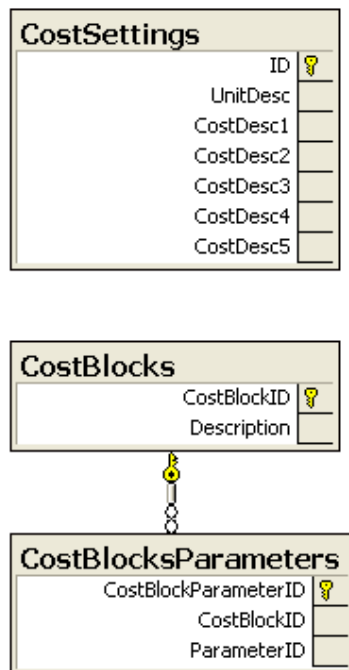 CostSettings
ID
UnitDesc
CostDesc1
CostDesc2
CostDesc3
CostDesc4
CostDesc5
CostBlocks
CostBlockID
Description
CostBlocksParameters
CostBlockParameterID
CostBlockID
ParameterID